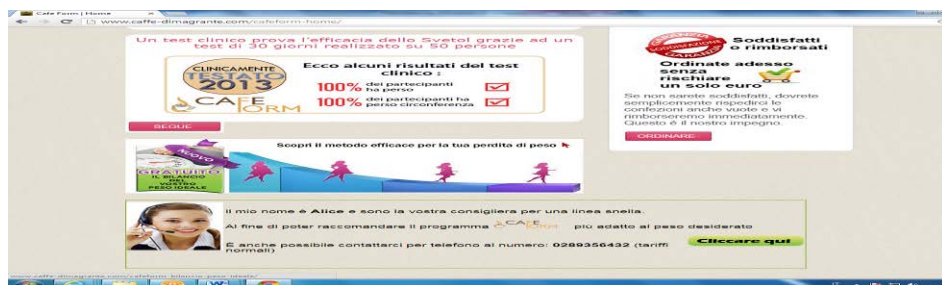 Cafe Form | Home
www.caffe-dimagrante.com/cafeform-home/
Un test clinico prova l'efficacia dello Svetol grazie ad un
test di 30 giorni realizzato su 50 persone
CLINICAMENTE
TESTATO
2013
CAFE
FORM
Ecco alcuni risultati del test
clinico :
100% dei partecipanti
ha perso
100% dei partecipanti ha
perso circonferenza
SEGUE
GARANZIA
SODDISFAZIONE
Soddisfatti
o rimborsati
Ordinate adesso
senza
rischiare
un solo euro
Se non sarete soddisfatti, dovrete
semplicemente rispedirci le
confezioni anche vuote e vi
rimborseremo immediatamente.
Questo è il nostro impegno.
ORDINARE
NUOVO
GRATUITO
IL BILANCIO
DEL
VOSTRO
PESO IDEALE
Scopri il metodo efficace per la tua perdita di peso
Il mio nome è Alice e sono la vostra consigliera per una linea snella.
Al fine di poter raccomandare il programma CAFE FORM più adatto al peso desiderato
È anche possibile contattarci per telefono al numero: 0289356432 (tariffi
normali)
Cliccare qui
www.caffe-dimagrante.com/cafeform-bilancio-peso-ideale/